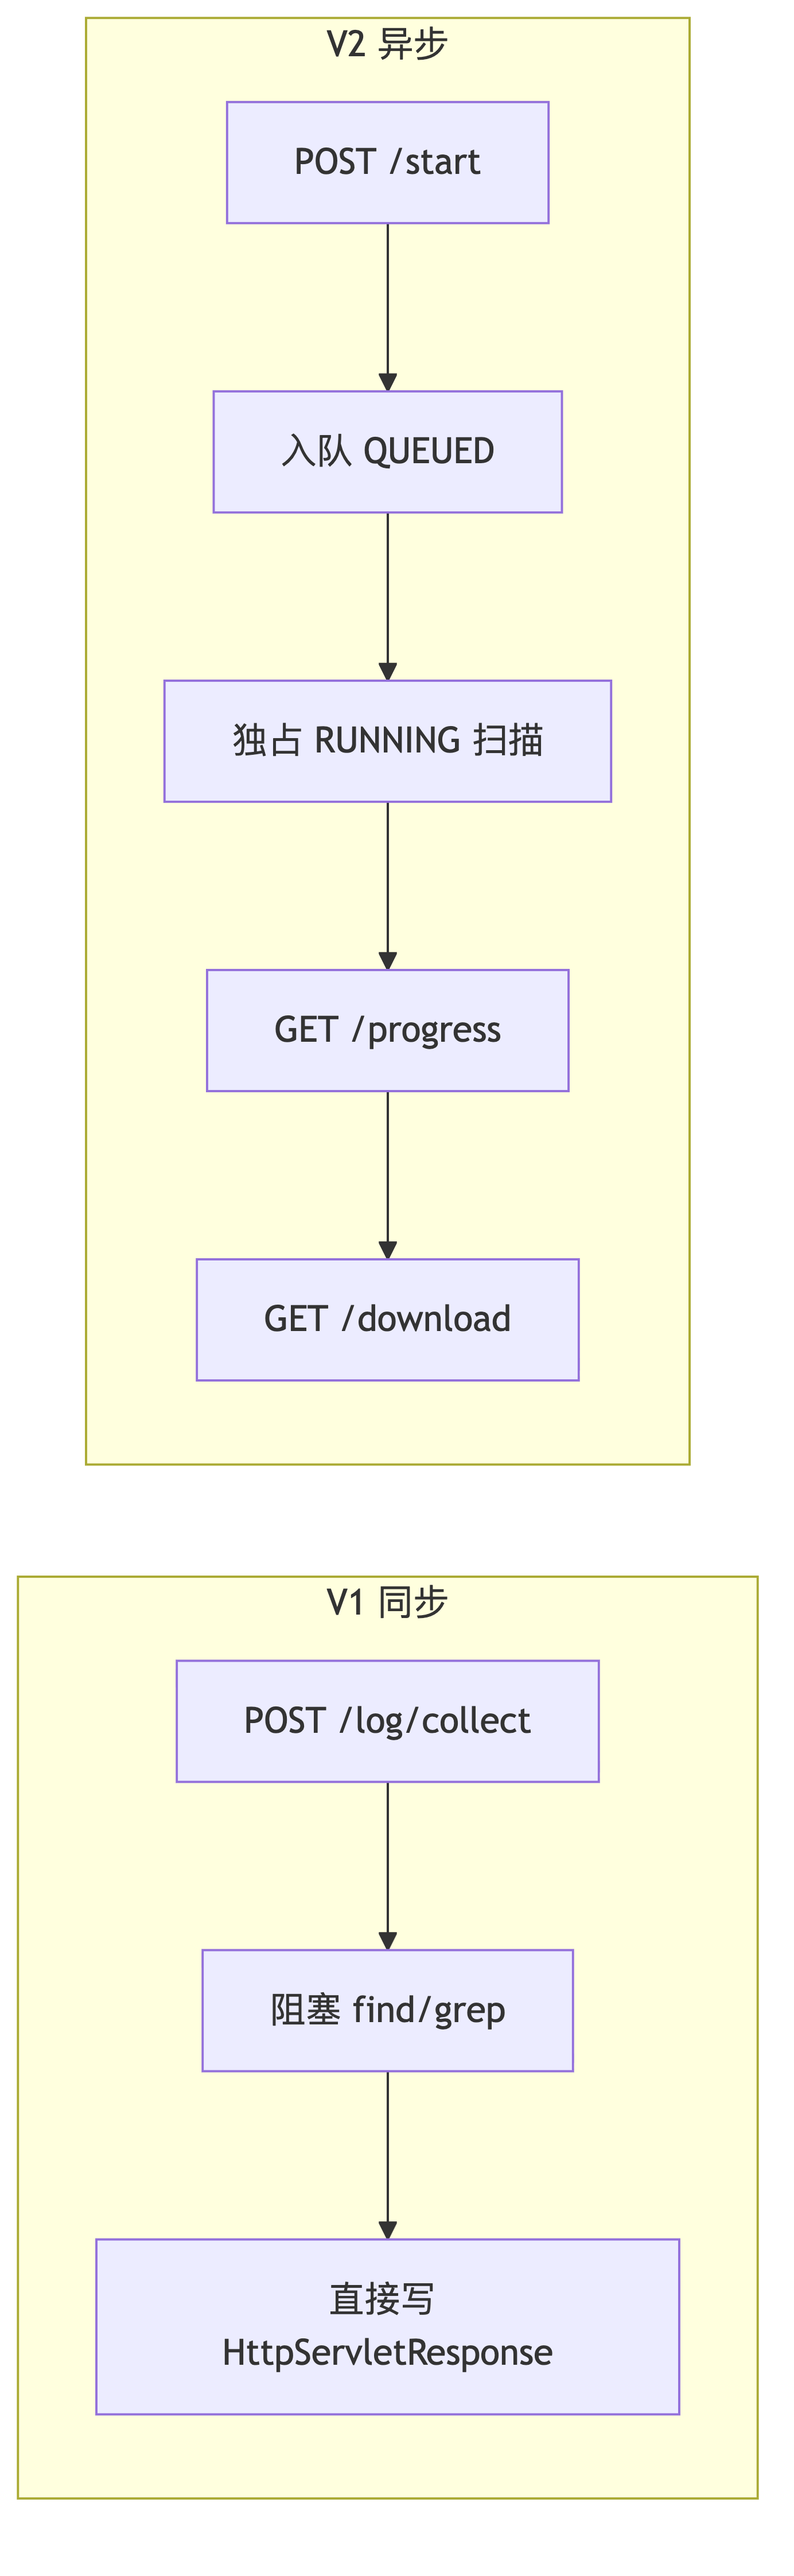 V2 异步
POST /start
入队 QUEUED
独占 RUNNING 扫描
GET /progress
GET /download
V1 同步
POST /log/collect
阻塞 find/grep
直接写
HttpServletResponse